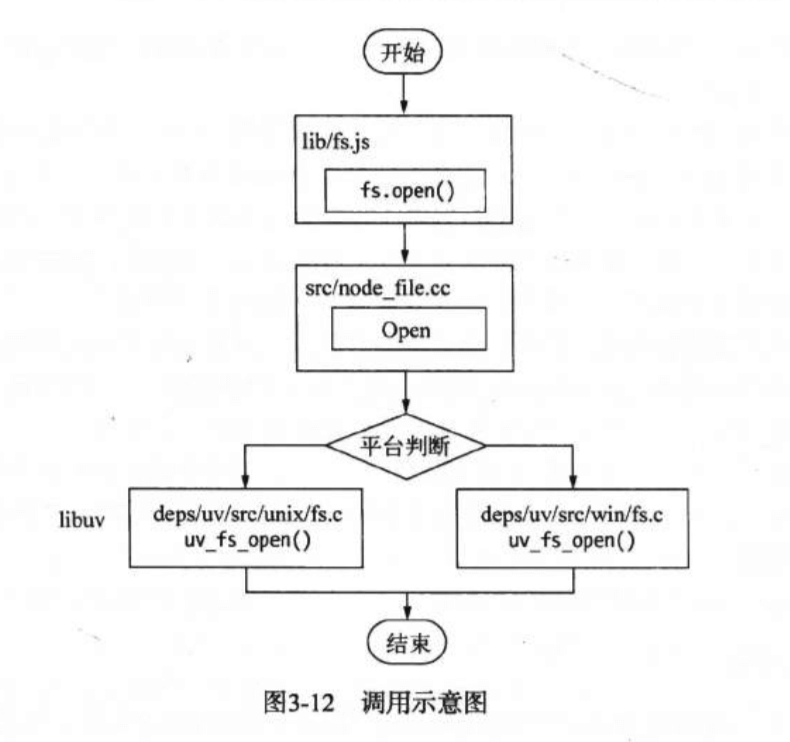 开始
lib/fs.js
fs.open()
src/node_file.cc
Open
平台判断
libuv
deps/uv/src/unix/fs.c
uv_fs_open()
deps/uv/src/win/fs.c
uv_fs_open()
结束
图3-12 调用示意图